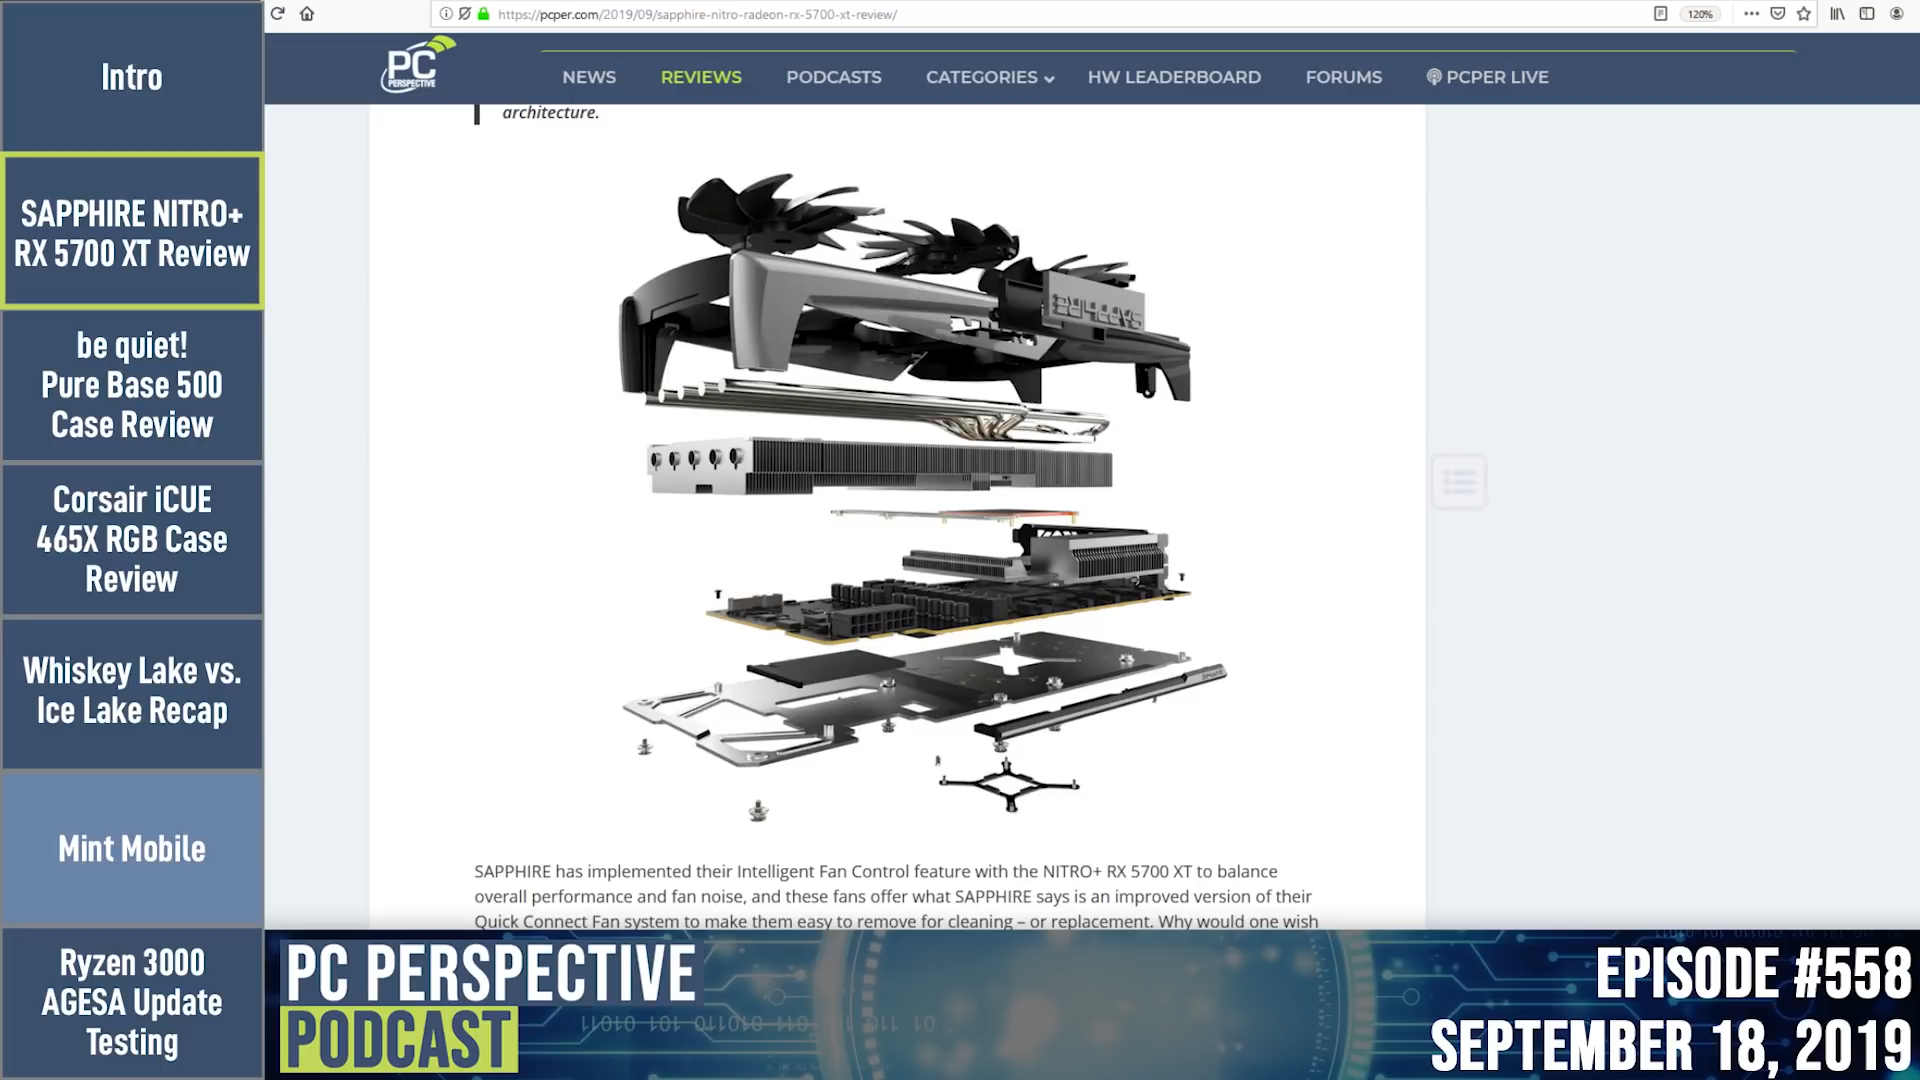 https://pcper.com/2019/09/sapphire-nitro-radeon-rx-5700-xt-review/
120%
PC
PERSPECTIVE
NEWS
REVIEWS
PODCASTS
CATEGORIES
HW LEADERBOARD
FORUMS
PCPER LIVE
Intro
SAPPHIRE NITRO+
RX 5700 XT Review
be quiet!
Pure Base 500
Case Review
Corsair iCUE
465X RGB Case
Review
Whiskey Lake vs.
Ice Lake Recap
Mint Mobile
Ryzen 3000
AGESA Update
Testing
architecture.
SAPPHIRE
SAPPHIRE has implemented their Intelligent Fan Control feature with the NITRO+ RX 5700 XT to balance
overall performance and fan noise, and these fans offer what SAPPHIRE says is an improved version of their
Quick Connect Fan system to make them easy to remove for cleaning – or replacement. Why would one wish
PC PERSPECTIVE
PODCAST
EPISODE #558
SEPTEMBER 18, 2019